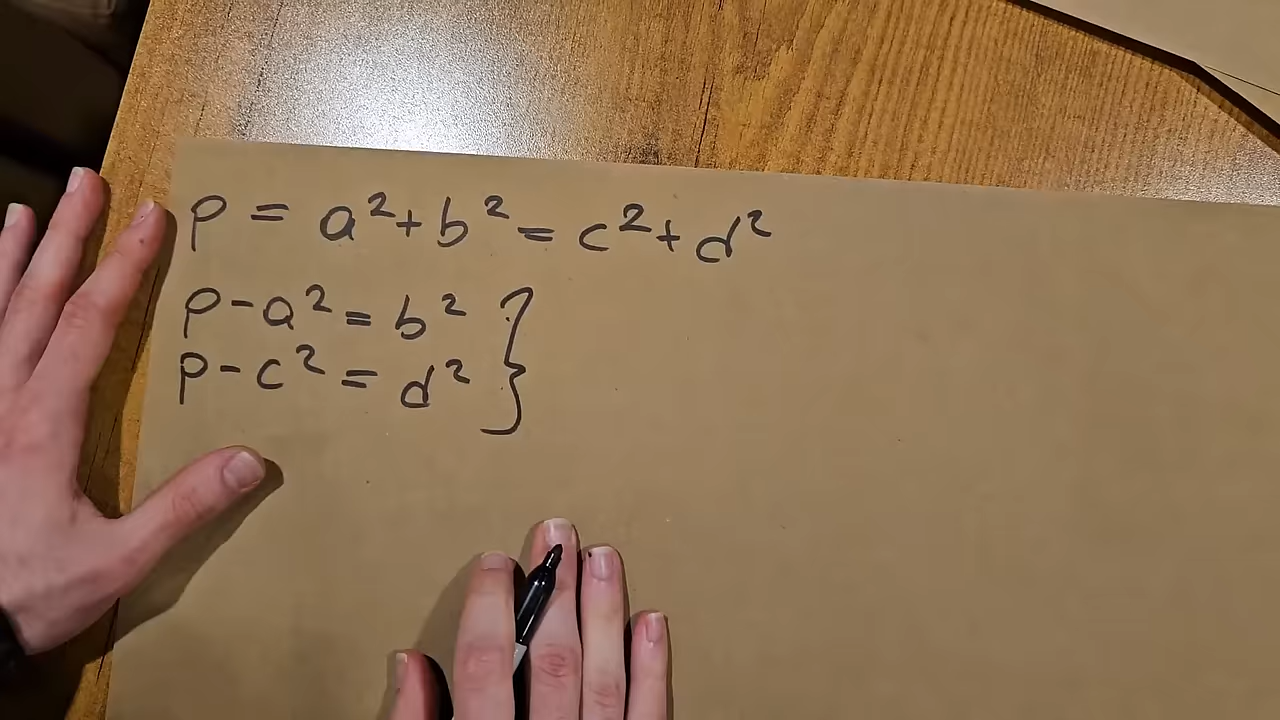 p = a² + b² = c² + d²
p - a² = b² }
p - c² = d²